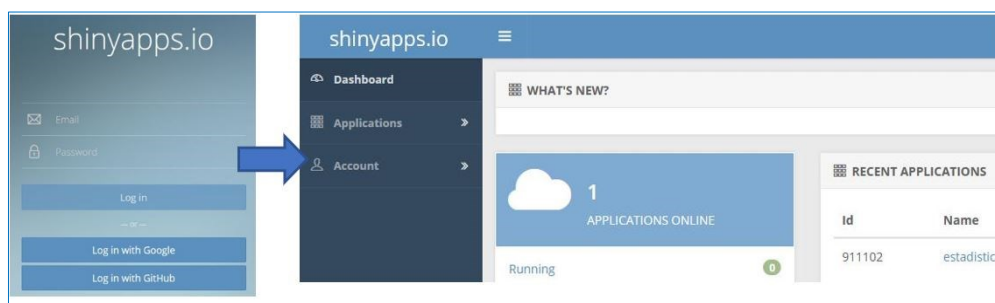 shinyapps.io
Email
Password
Log in
— or —
Log in with Google
Log in with GitHub
shinyapps.io
Dashboard
Applications
Account
WHAT'S NEW?
1
APPLICATIONS ONLINE
Running 0
RECENT APPLICATIONS
Id Name
911102 estadistic